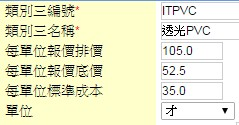 類別三編號* ITPVC
類別三名稱* 透光PVC
每單位報價排價 105.0
每單位報價底價 52.5
每單位標準成本 35.0
單位 才